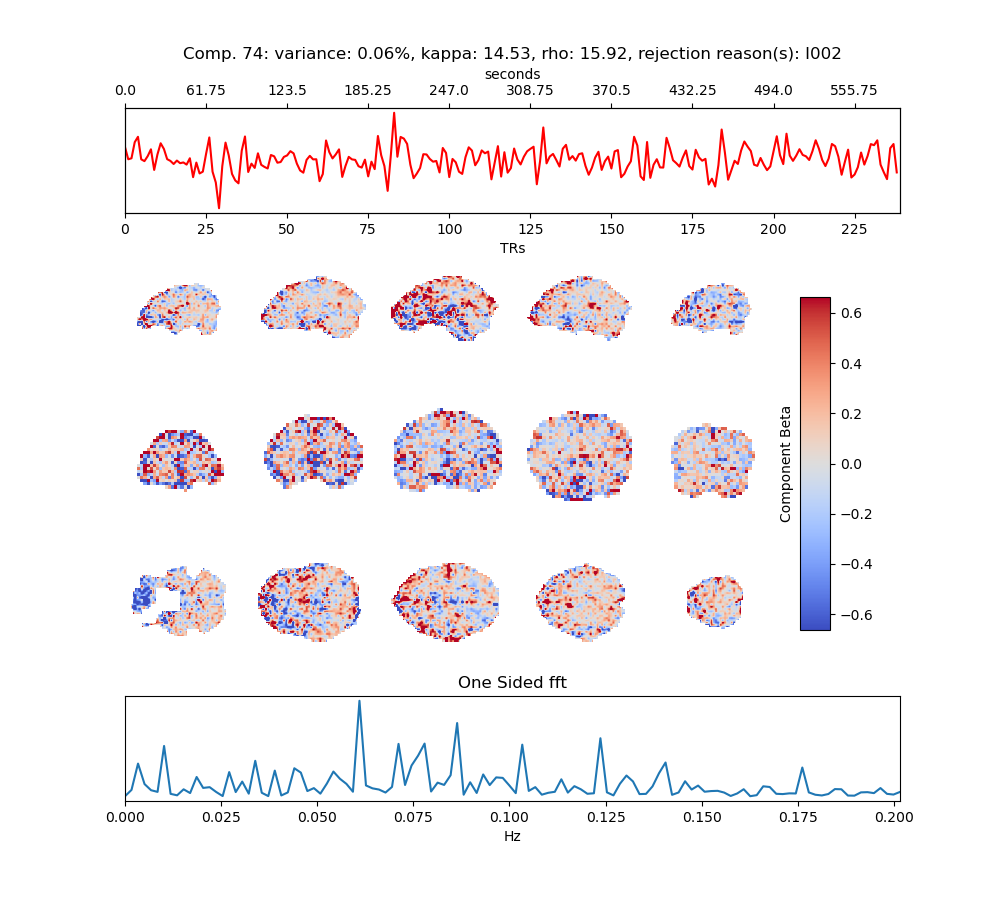 Comp. 74: variance: 0.06%, kappa: 14.53, rho: 15.92, rejection reason(s): I002
seconds
0.0 61.75 123.5 185.25 247.0 308.75 370.5 432.25 494.0 555.75
0 25 50 75 100 125 150 175 200 225
TRs
0.6
0.4
0.2
0.0
−0.2
−0.4
−0.6
Component Beta
One Sided fft
0.000 0.025 0.050 0.075 0.100 0.125 0.150 0.175 0.200
Hz